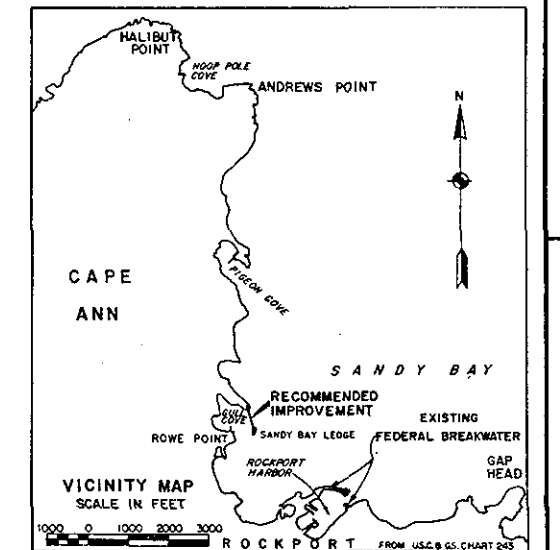 HALIBUT
POINT
HOOP POLE
COVE
ANDREWS POINT
N
PIGEON COVE
CAPE
ANN
SANDY BAY
RECOMMENDED
IMPROVEMENT
GULL
COVE
SANDY BAY LEDGE
ROWE POINT
EXISTING
FEDERAL BREAKWATER
ROCKPORT
HARBOR
GAP
HEAD
VICINITY MAP
SCALE IN FEET
1000 0 1000 2000 3000
ROCKPORT
FROM U.S.C.& G.S. CHART 243